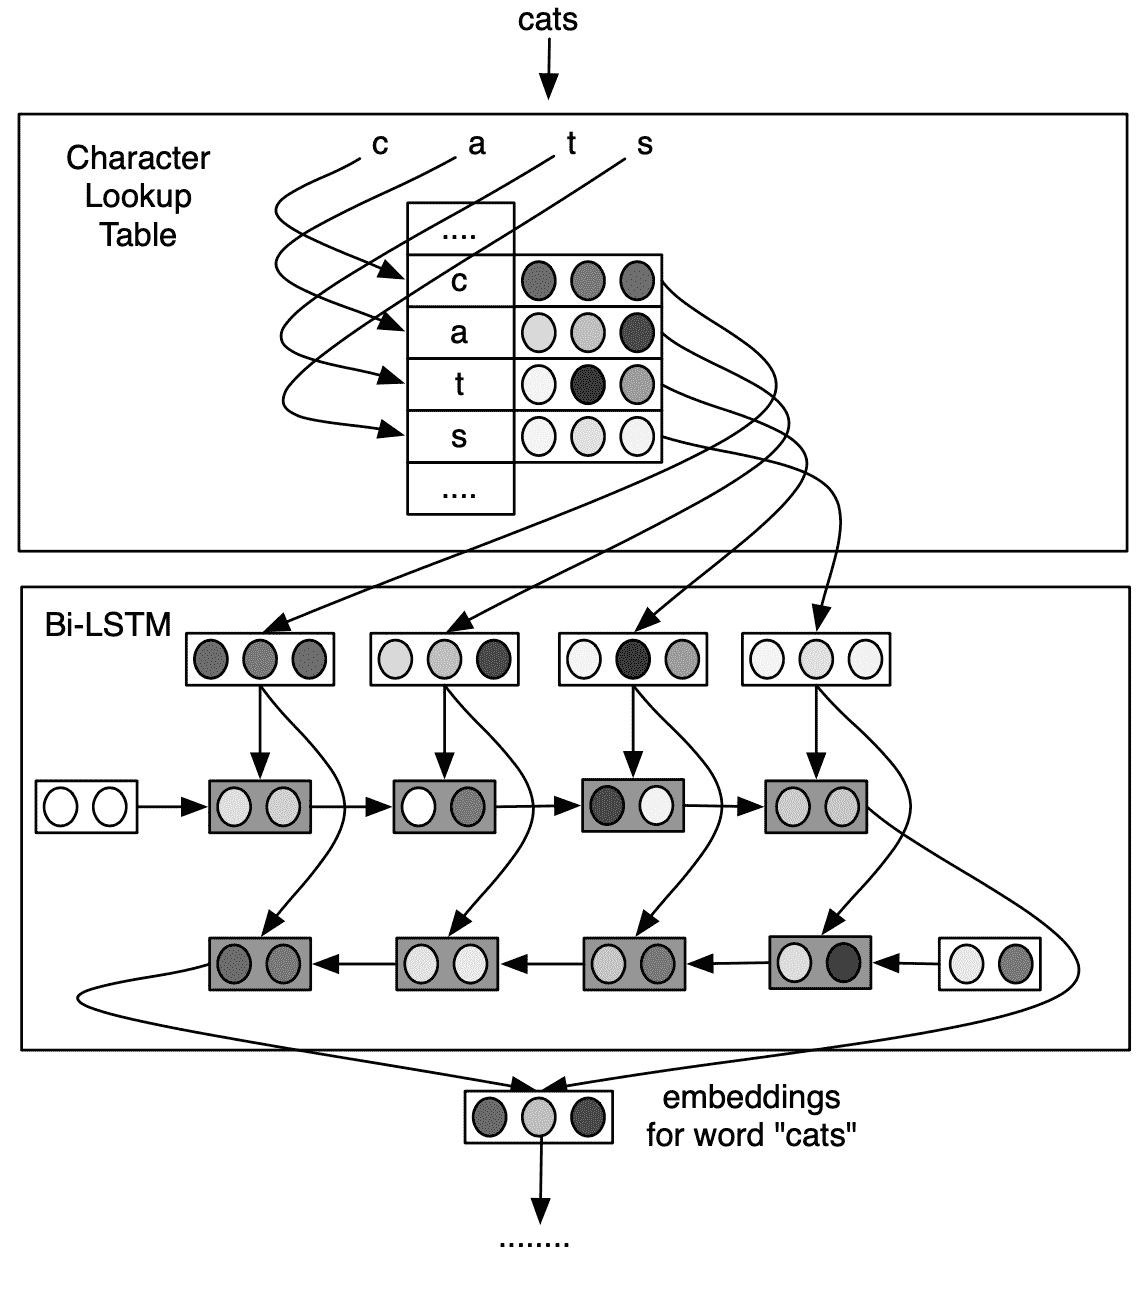 cats
c a t s
Character
Lookup
Table
....
c
a
t
s
....
Bi-LSTM
embeddings
for word "cats"
........